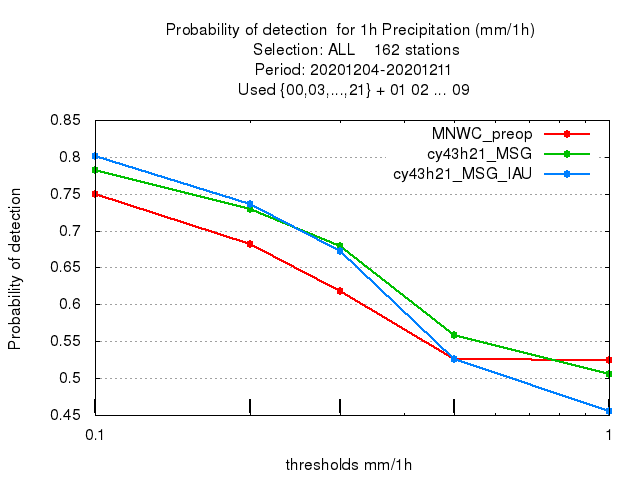 Probability of detection  for 1h Precipitation (mm/1h)
Selection: ALL    162 stations
Period: 20201204-20201211
Used {00,03,...,21} + 01 02 ... 09
0.85
0.8
0.75
0.7
0.65
0.6
0.55
0.5
0.45
Probability of detection
MNWC_preop
cy43h21_MSG
cy43h21_MSG_IAU
0.1
1
thresholds mm/1h